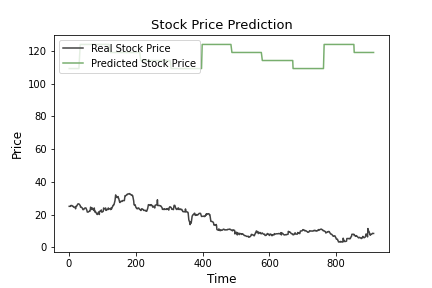 Stock Price Prediction
Real Stock Price
Predicted Stock Price
120
100
80
60
40
20
0
Price
0 200 400 600 800
Time